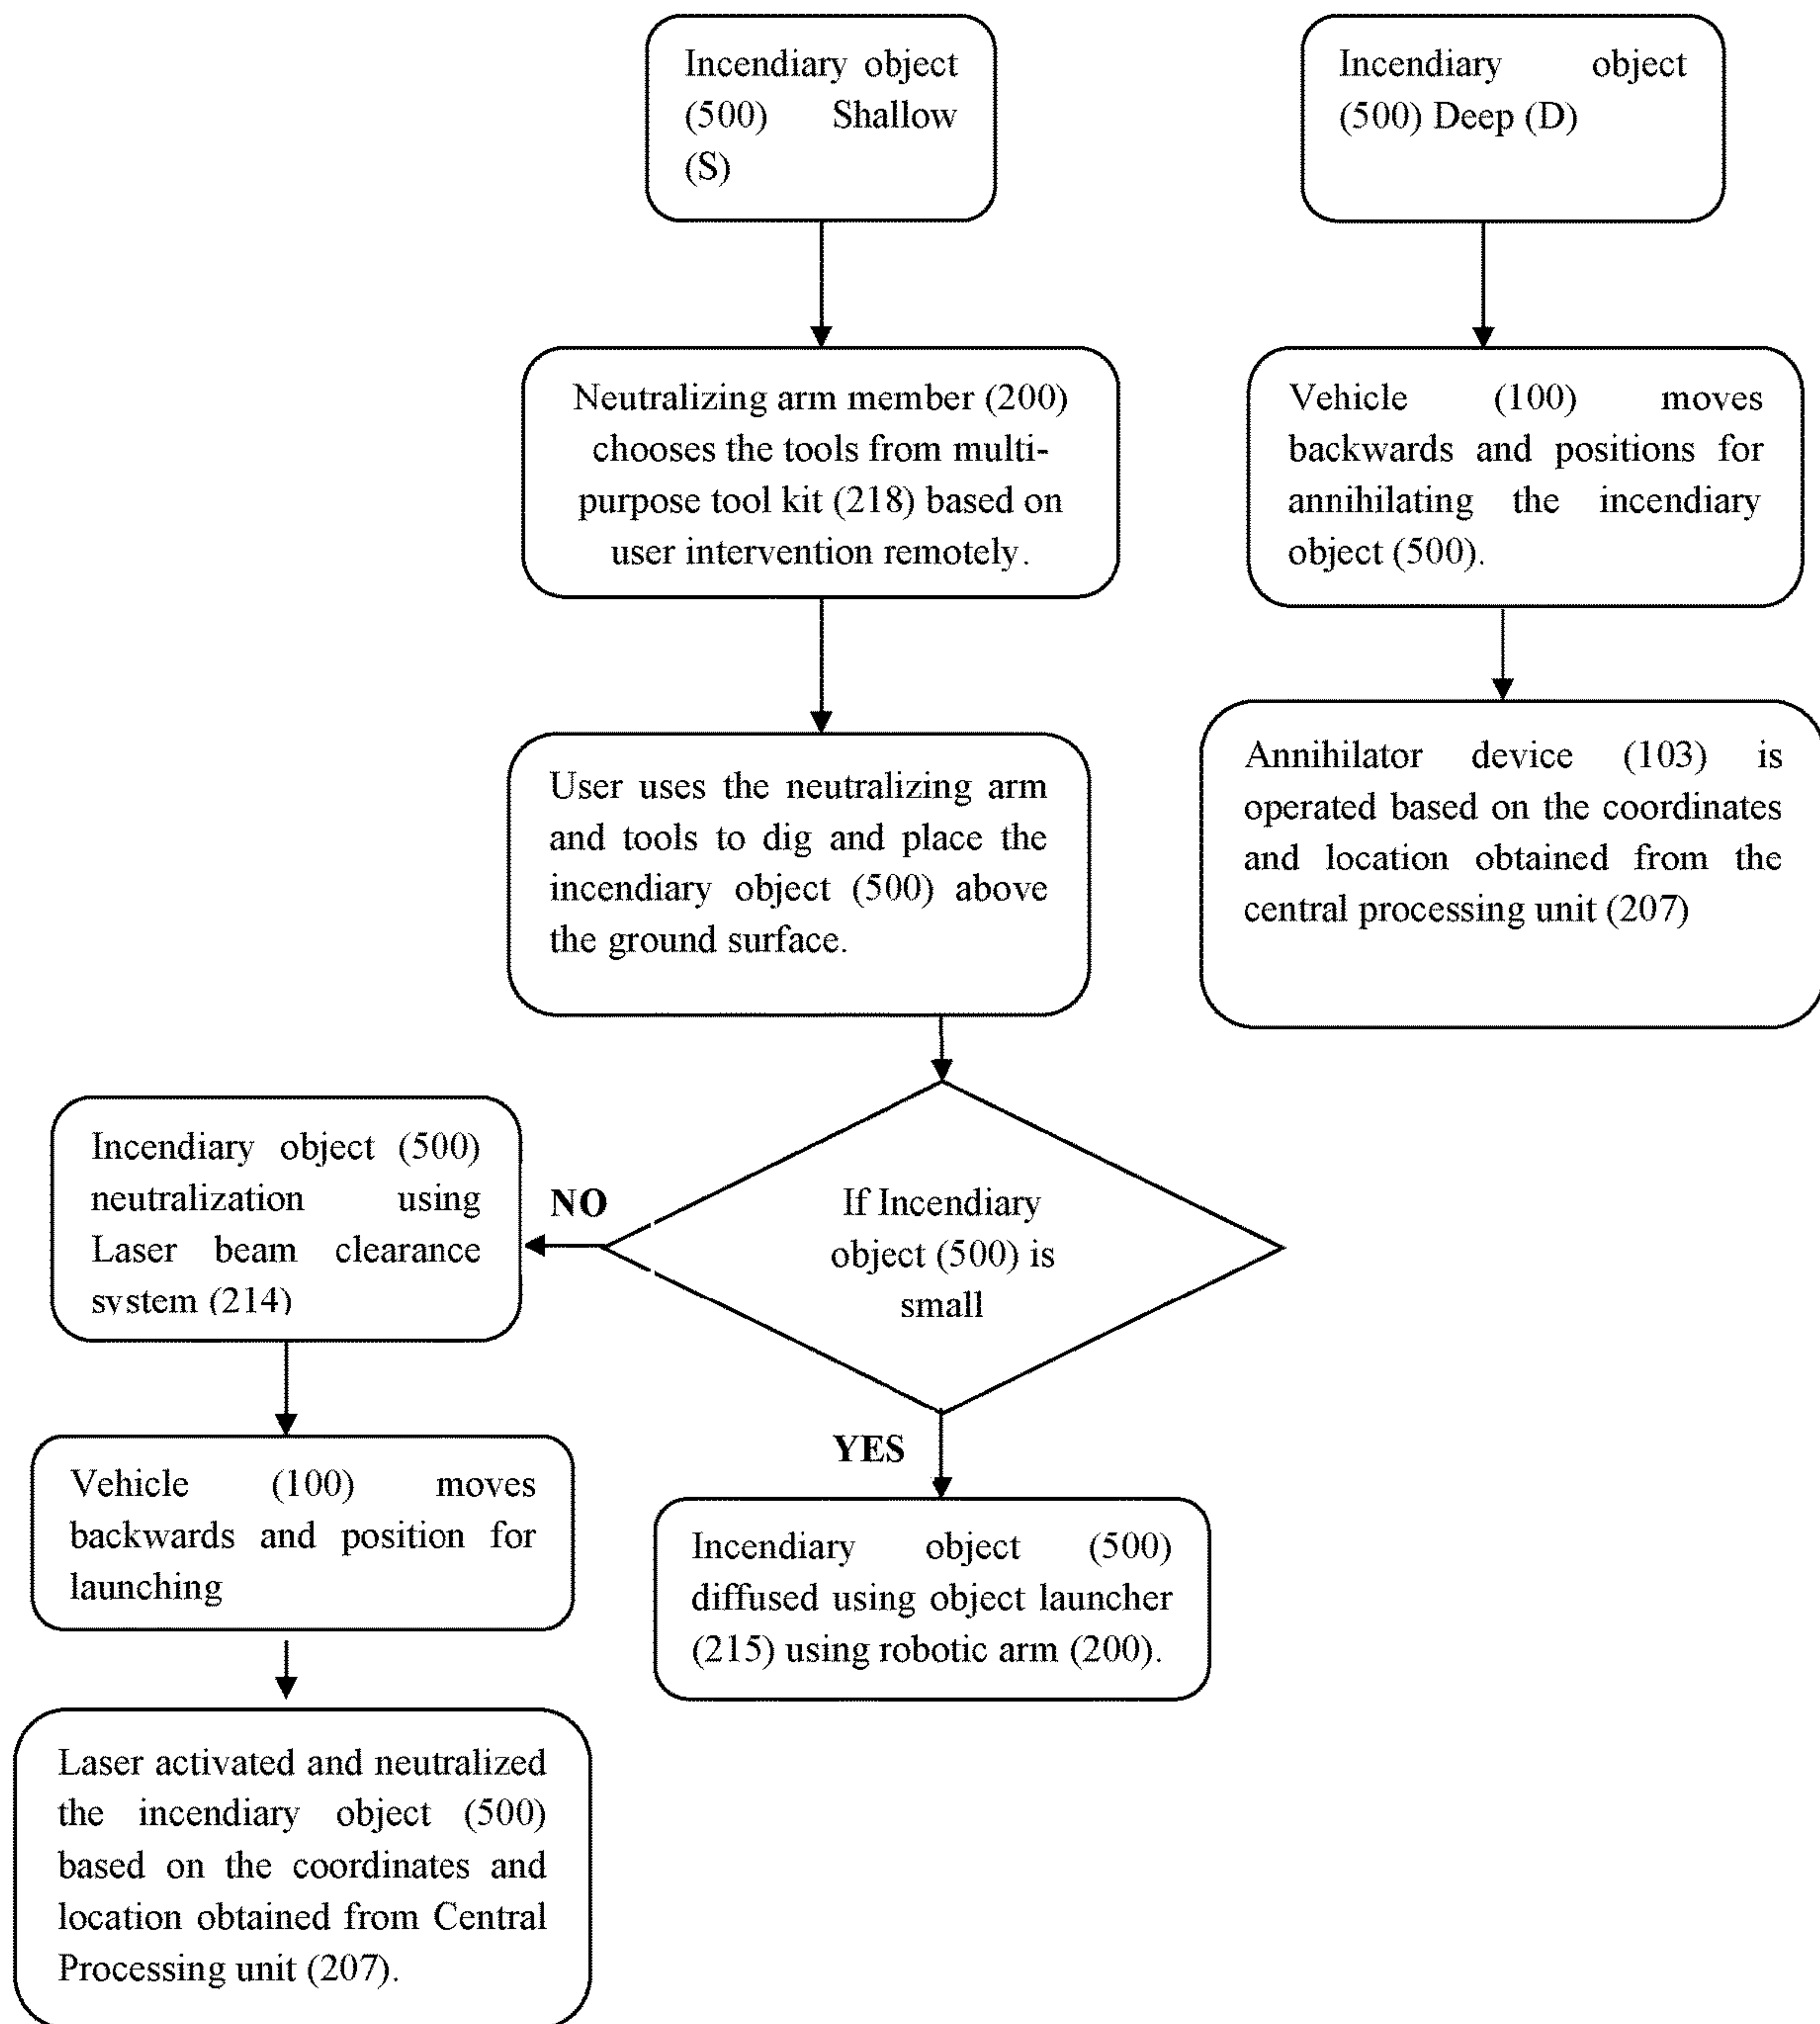 Incendiary object
(500) Shallow
(S)
Incendiary object
(500) Deep (D)
Neutralizing arm member (200)
chooses the tools from multi-
purpose tool kit (218) based on
user intervention remotely.
Vehicle (100) moves
backwards and positions for
annihilating the incendiary
object (500).
User uses the neutralizing arm
and tools to dig and place the
incendiary object (500) above
the ground surface.
Annihilator device (103) is
operated based on the coordinates
and location obtained from the
central processing unit (207)
Incendiary object (500)
neutralization using
Laser beam clearance
system (214)
NO
If Incendiary
object (500) is
small
YES
Vehicle (100) moves
backwards and position for
launching
Incendiary object (500)
diffused using object launcher
(215) using robotic arm (200).
Laser activated and neutralized
the incendiary object (500)
based on the coordinates and
location obtained from Central
Processing unit (207).